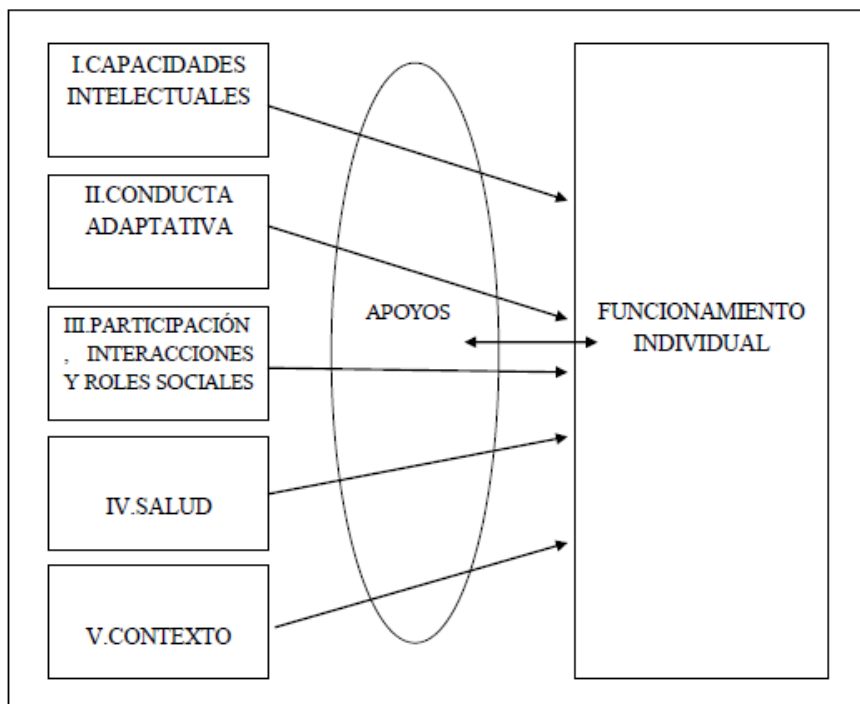 I.CAPACIDADES
INTELECTUALES
II.CONDUCTA
ADAPTATIVA
III.PARTICIPACIÓN
, INTERACCIONES
Y ROLES SOCIALES
IV.SALUD
V.CONTEXTO
APOYOS
FUNCIONAMIENTO
INDIVIDUAL